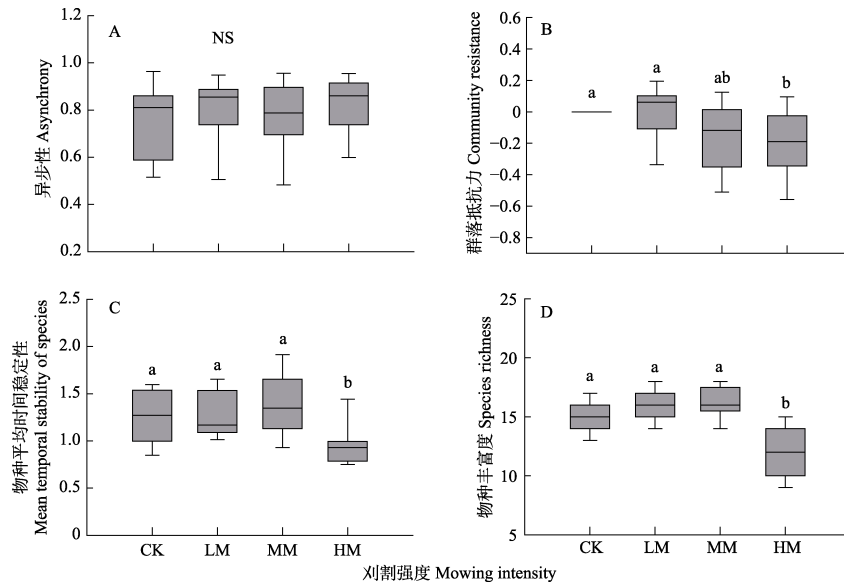 A
NS
1.2
1.0
0.8
0.6
0.4
0.2
异步性 Asynchrony
B
0.6
0.4
0.2
0
−0.2
−0.4
−0.6
−0.8
群落抵抗力 Community resistance
a
a
ab
b
C
2.5
2.0
1.5
1.0
0.5
0
物种平均时间稳定性
Mean temporal stability of species
a
a
a
b
CK
LM
MM
HM
D
25
20
15
10
5
物种丰富度 Species richness
a
a
a
b
CK
LM
MM
HM
刈割强度 Mowing intensity